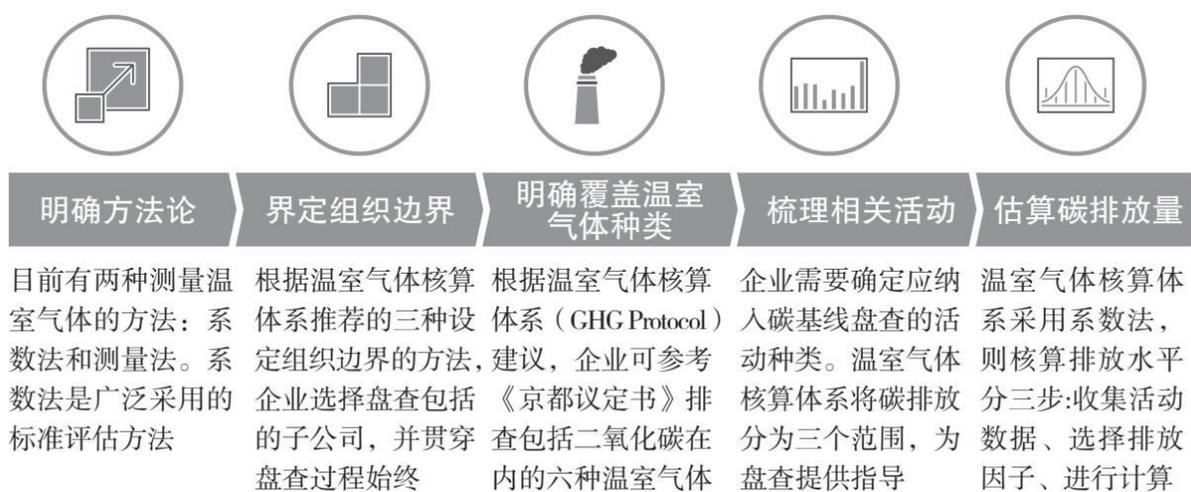 明确方法论
界定组织边界
明确覆盖温室
气体种类
梳理相关活动
估算碳排放量
目前有两种测量温
室气体的方法：系
数法和测量法。系
数法是广泛采用的
标准评估方法
根据温室气体核算
体系推荐的三种设
定组织边界的方法，
企业选择盘查包括
的子公司，并贯穿
盘查过程始终
根据温室气体核算
体系（GHG Protocol）
建议，企业可参考
《京都议定书》排
查包括二氧化碳在
内的六种温室气体
企业需要确定应纳
入碳基线盘查的活
动种类。温室气体
核算体系将碳排放
分为三个范围，为
盘查提供指导
温室气体核算体
系采用系数法，
则核算排放水平
分三步:收集活动
数据、选择排放
因子、进行计算